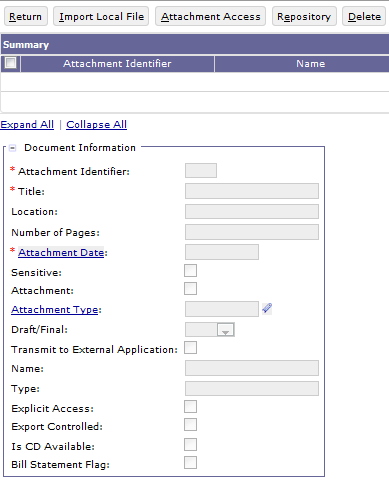 Return Import Local File Attachment Access Repository Delete
Summary
Attachment Identifier Name
Expand All | Collapse All
Document Information
* Attachment Identifier:
* Title:
Location:
Number of Pages:
* Attachment Date:
Sensitive:
Attachment:
Attachment Type:
Draft/Final:
Transmit to External Application:
Name:
Type:
Explicit Access:
Export Controlled:
Is CD Available:
Bill Statement Flag: